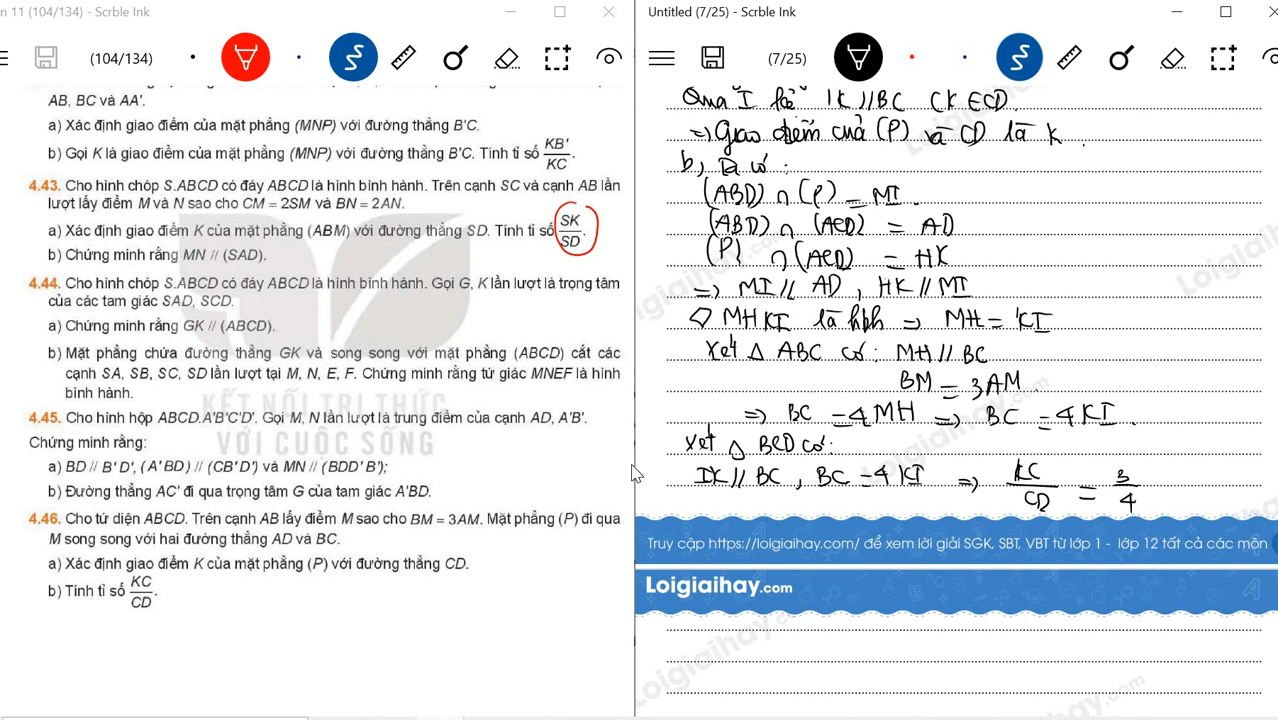 n 11 (104/134) - Scrble Ink
(104/134)
AB, BC và AA'.
a) Xác định giao điểm của mặt phẳng (MNP) với đường thẳng B'C.
b) Gọi K là giao điểm của mặt phẳng (MNP) với đường thẳng B'C. Tính tỉ số KB'/KC.
4.43. Cho hình chóp S.ABCD có đáy ABCD là hình bình hành. Trên cạnh SC và cạnh AB lần
lượt lấy điểm M và N sao cho CM = 2SM và BN = 2AN.
a) Xác định giao điểm K của mặt phẳng (ABM) với đường thẳng SD. Tính tỉ số SK/SD.
b) Chứng minh rằng MN // (SAD).
4.44. Cho hình chóp S.ABCD có đáy ABCD là hình bình hành. Gọi G, K lần lượt là trọng tâm
của các tam giác SAD, SCD.
a) Chứng minh rằng GK // (ABCD).
b) Mặt phẳng chứa đường thẳng GK và song song với mặt phẳng (ABCD) cắt các
cạnh SA, SB, SC, SD lần lượt tại M, N, E, F. Chứng minh rằng tứ giác MNEF là hình
bình hành.
KẾT NỐI TRI THỨC
VỚI CUỘC SỐNG
4.45. Cho hình hộp ABCD.A'B'C'D'. Gọi M, N lần lượt là trung điểm của cạnh AD, A'B'.
Chứng minh rằng:
a) BD // B'D', (A'BD) // (CB'D') và MN // (BDD'B');
b) Đường thẳng AC' đi qua trọng tâm G của tam giác A'BD.
4.46. Cho tứ diện ABCD. Trên cạnh AB lấy điểm M sao cho BM = 3AM. Mặt phẳng (P) đi qua
M song song với hai đường thẳng AD và BC.
a) Xác định giao điểm K của mặt phẳng (P) với đường thẳng CD.
b) Tính tỉ số KC/CD.
Untitled (7/25) - Scrble Ink
(7/25)
Qua I kẻ IK // BC (K ∈ CD).
=> Giao điểm của (P) và CD là K.
b, Ta có:
(ABD) ∩ (P) = MI.
(ABD) ∩ (ACD) = AD
(P) ∩ (ACD) = HK
=> MI // AD, HK // MI
◇ MHKI là hbh => MH = KI
Xét △ ABC có: MH // BC
BM = 3AM.
=> BC = 4MH => BC = 4KI.
Xét △ BCD có:
IK // BC, BC = 4KI => KC/CD = 3/4
Truy cập https://loigiaihay.com/ để xem lời giải SGK, SBT, VBT từ lớp 1 - lớp 12 tất cả các môn
Loigiaihay.com